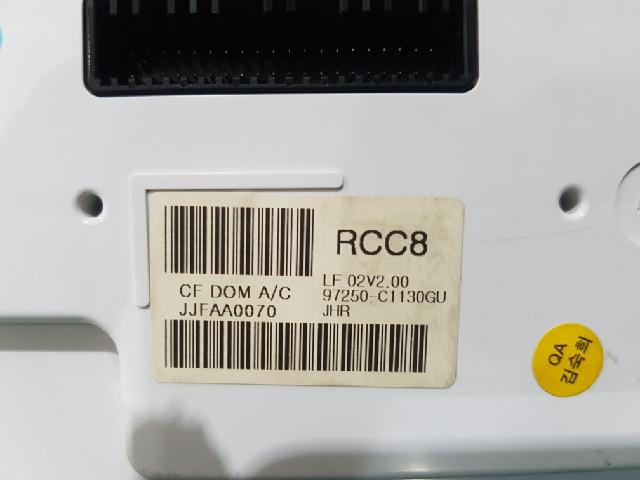 RCC8
LF 02V2.00
CF DOM A/C
97250-C1130GU
JJFAA0070
JHR
QA
김숙희